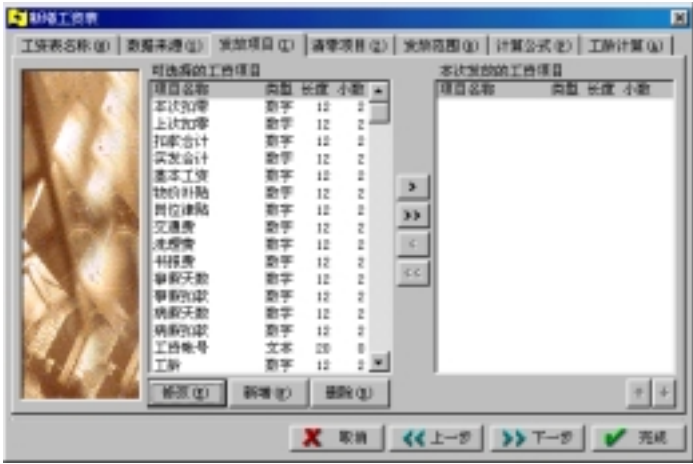 新增工资表
工资表名称(W) 数据来源(Q) 发放项目(T) 清零项目(Z) 发放范围(R) 计算公式(P) 工龄计算(A)
可选择的工资项目
项目名称 类型 长度 小数
本次扣零 数字 12 2
上次扣零 数字 12 2
扣款合计 数字 12 2
实发合计 数字 12 2
基本工资 数字 12 2
物价补贴 数字 12 2
岗位津贴 数字 12 2
交通费 数字 12 2
洗理费 数字 12 2
书报费 数字 12 2
事假天数 数字 12 2
事假扣款 数字 12 2
病假天数 数字 12 2
病假扣款 数字 12 2
工资帐号 文本 20 0
工龄 数字 12 2
修改(E) 新增(P) 删除(D)
>
>>
<
<<
本次发放的工资项目
项目名称 类型 长度 小数
取消 上一步 下一步 完成